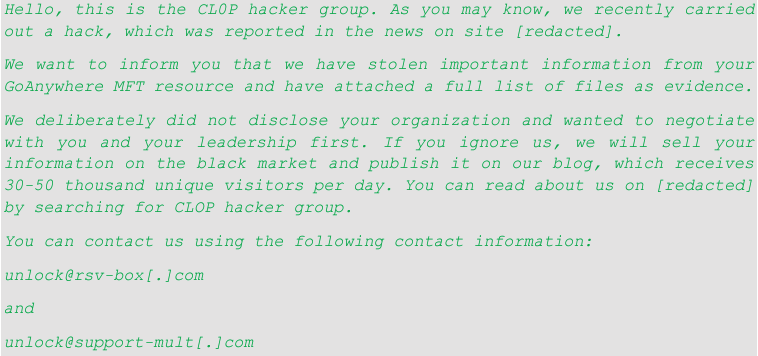 Hello, this is the CL0P hacker group. As you may know, we recently carried
out a hack, which was reported in the news on site [redacted].
We want to inform you that we have stolen important information from your
GoAnywhere MFT resource and have attached a full list of files as evidence.
We deliberately did not disclose your organization and wanted to negotiate
with you and your leadership first. If you ignore us, we will sell your
information on the black market and publish it on our blog, which receives
30-50 thousand unique visitors per day. You can read about us on [redacted]
by searching for CLOP hacker group.
You can contact us using the following contact information:
unlock@rsv-box[.]com
and
unlock@support-mult[.]com